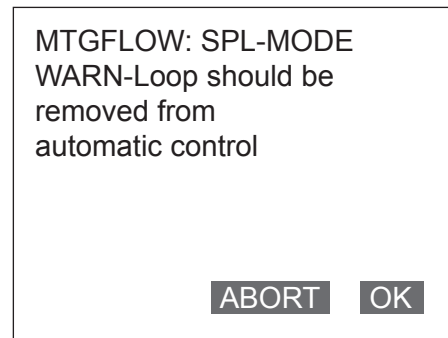 MTGFLOW: SPL-MODE
WARN-Loop should be
removed from
automatic control
ABORT OK